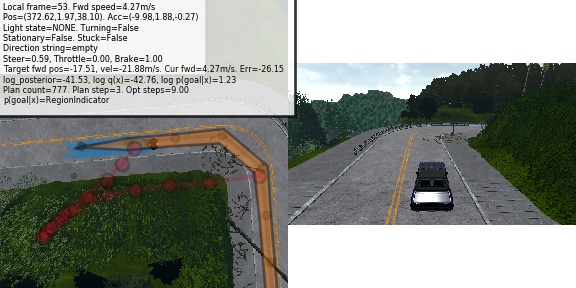 Local frame=53. Fwd speed=4.27m/s
Pos=(372.62,1.97,38.10). Acc=(-9.98,1.88,-0.27)
Light state=NONE. Turning=False
Stationary=False. Stuck=False
Direction string=empty
Steer=0.59, Throttle=0.00, Brake=1.00
Target fwd pos=-17.51, vel=-21.88m/s. Cur fwd=4.27m/s. Err=-26.15
log_posterior=-41.53, log q(x)=-42.76, log p(goal|x)=1.23
Plan count=777. Plan step=3. Opt steps=9.00
p(goal|x)=RegionIndicator